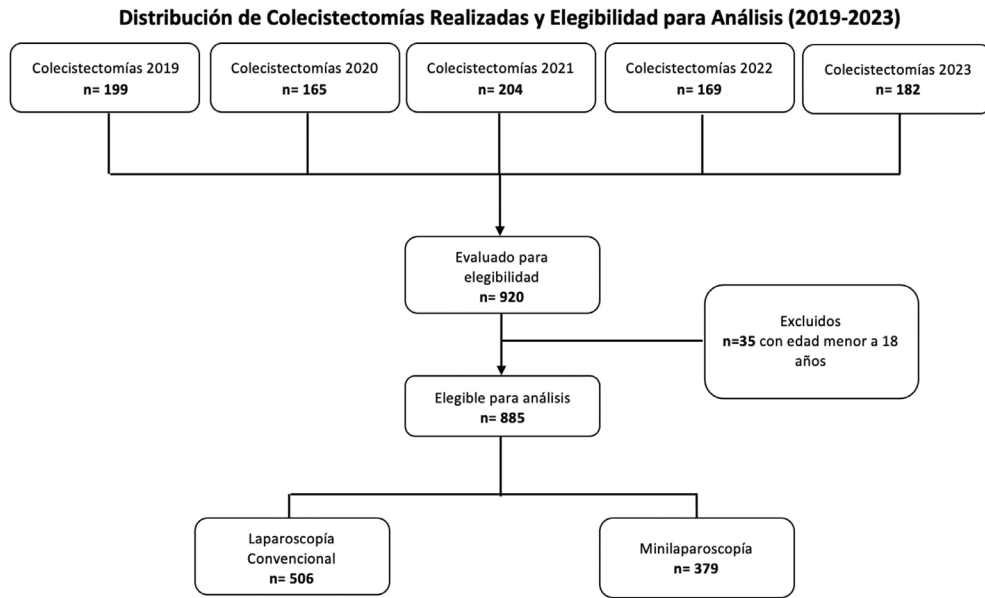 Distribución de Colecistectomías Realizadas y Elegibilidad para Análisis (2019-2023)
Colecistectomías 2019
n= 199
Colecistectomías 2020
n= 165
Colecistectomías 2021
n= 204
Colecistectomías 2022
n= 169
Colecistectomías 2023
n= 182
Evaluado para
elegibilidad
n= 920
Excluidos
n=35 con edad menor a 18
años
Elegible para análisis
n= 885
Laparoscopía
Convencional
n= 506
Minilaparoscopía
n= 379